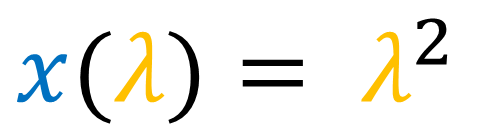 x(λ) = λ²